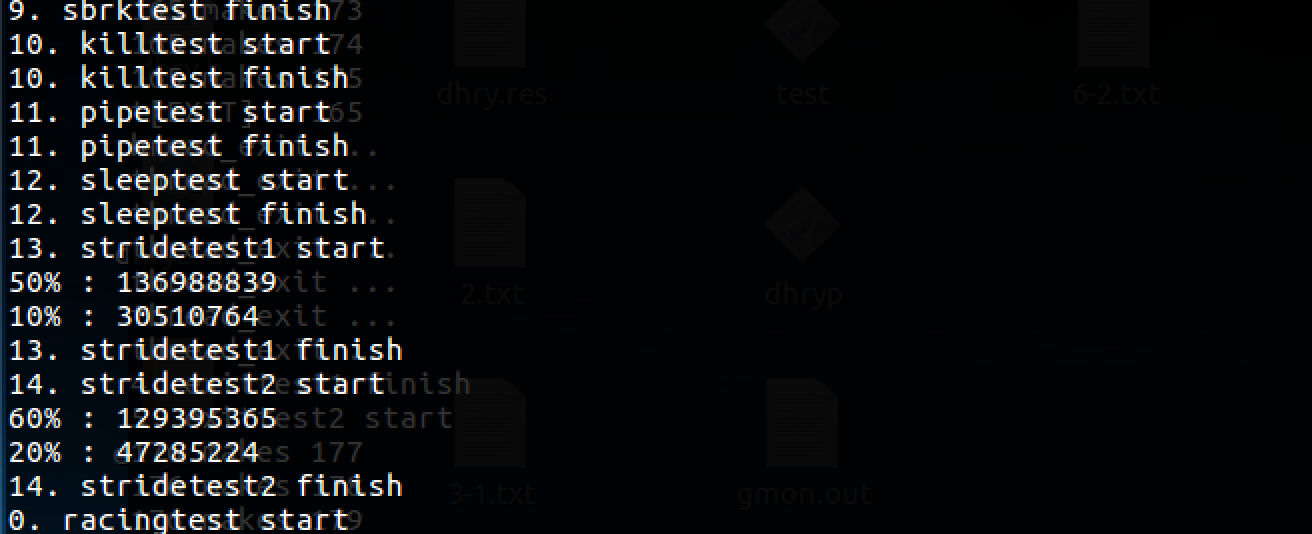 9. sbrktest finish
10. killtest start
10. killtest finish
11. pipetest start
11. pipetest finish
12. sleeptest start
12. sleeptest finish
13. stridetest1 start
50% : 136988839
10% : 30510764
13. stridetest1 finish
14. stridetest2 start
60% : 129395365
20% : 47285224
14. stridetest2 finish
0. racingtest start
dhry.res
test
6-2.txt
2.txt
dhryp
3-1.txt
gmon.out